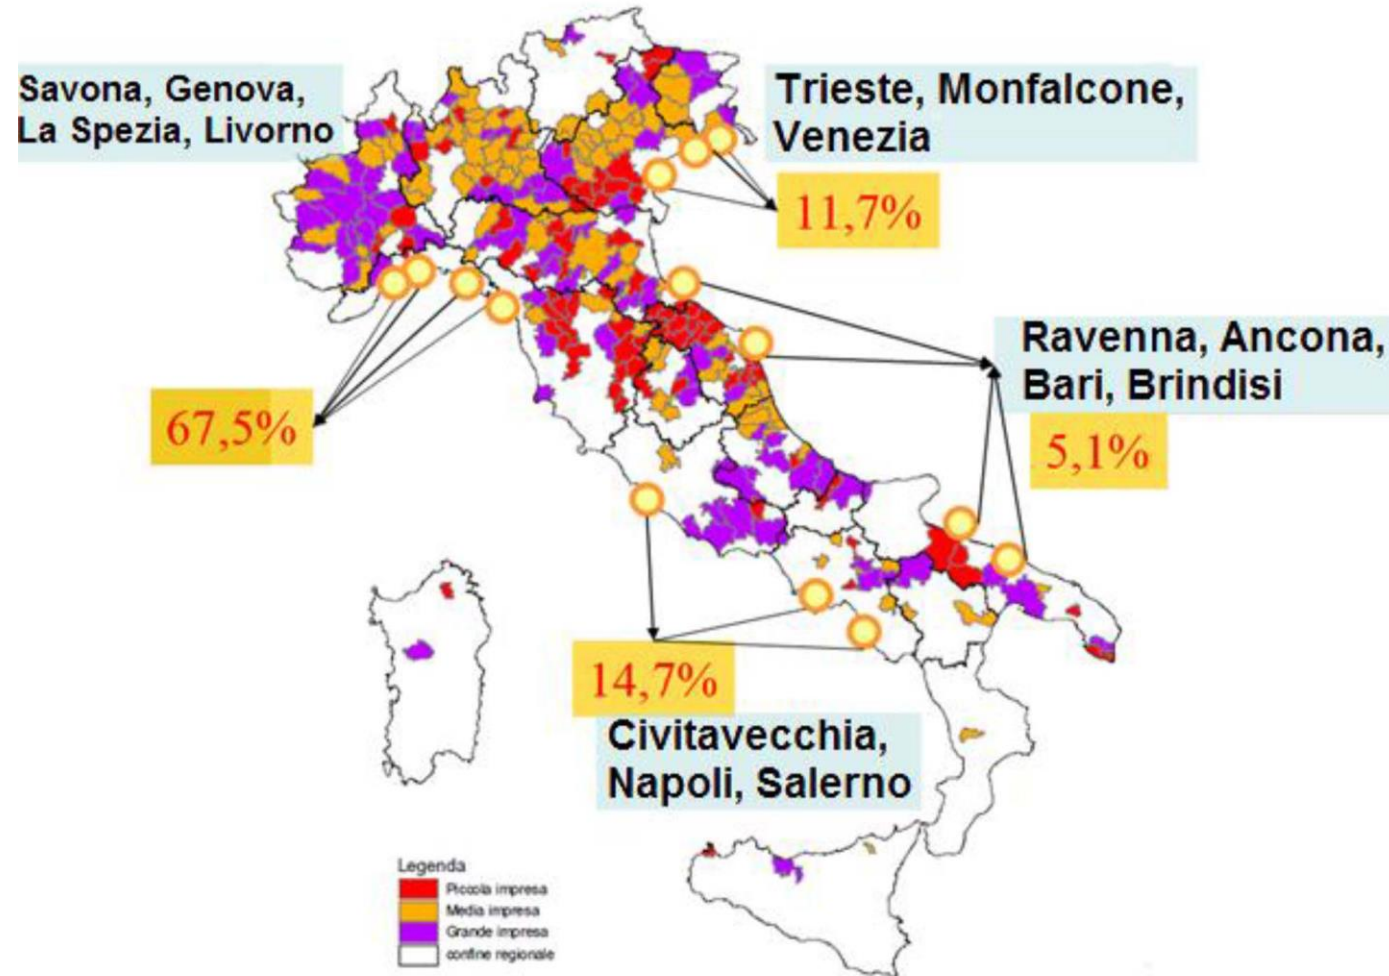 Savona, Genova,
La Spezia, Livorno
Trieste, Monfalcone,
Venezia
11,7%
67,5%
Ravenna, Ancona,
Bari, Brindisi
5,1%
14,7%
Civitavecchia,
Napoli, Salerno
Legenda
Piccola impresa
Media impresa
Grande impresa
confine regionale